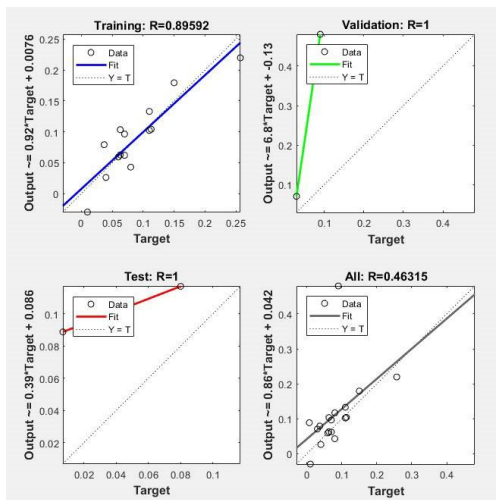 Training: R=0.89592
Output ~= 0.92*Target + 0.0076
0.25
0.2
0.15
0.1
0.05
0
Data
Fit
Y = T
0 0.05 0.1 0.15 0.2 0.25
Target
Validation: R=1
Output ~= 6.8*Target + -0.13
0.4
0.3
0.2
0.1
Data
Fit
Y = T
0.1 0.2 0.3 0.4
Target
Test: R=1
Output ~= 0.39*Target + 0.086
0.1
0.08
0.06
0.04
0.02
Data
Fit
Y = T
0.02 0.04 0.06 0.08 0.1
Target
All: R=0.46315
Output ~= 0.86*Target + 0.042
0.4
0.3
0.2
0.1
0
Data
Fit
Y = T
0 0.1 0.2 0.3 0.4
Target